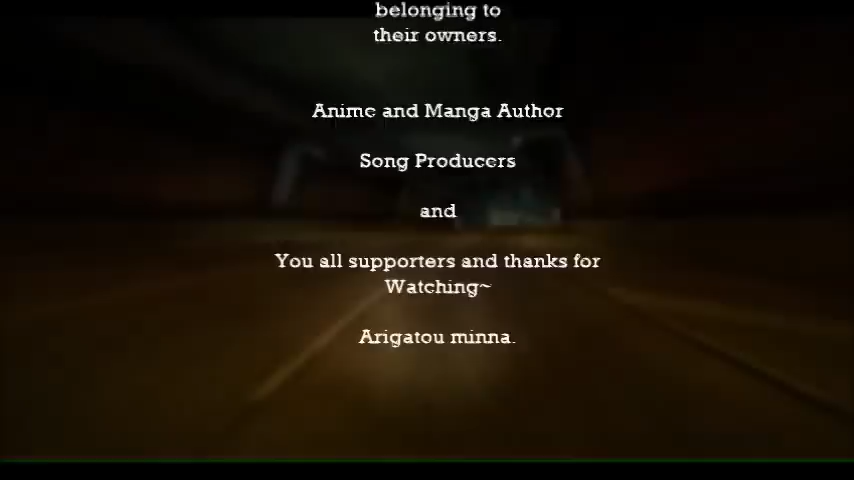 belonging to
their owners.
Anime and Manga Author
Song Producers
and
You all supporters and thanks for
Watching~
Arigatou minna.